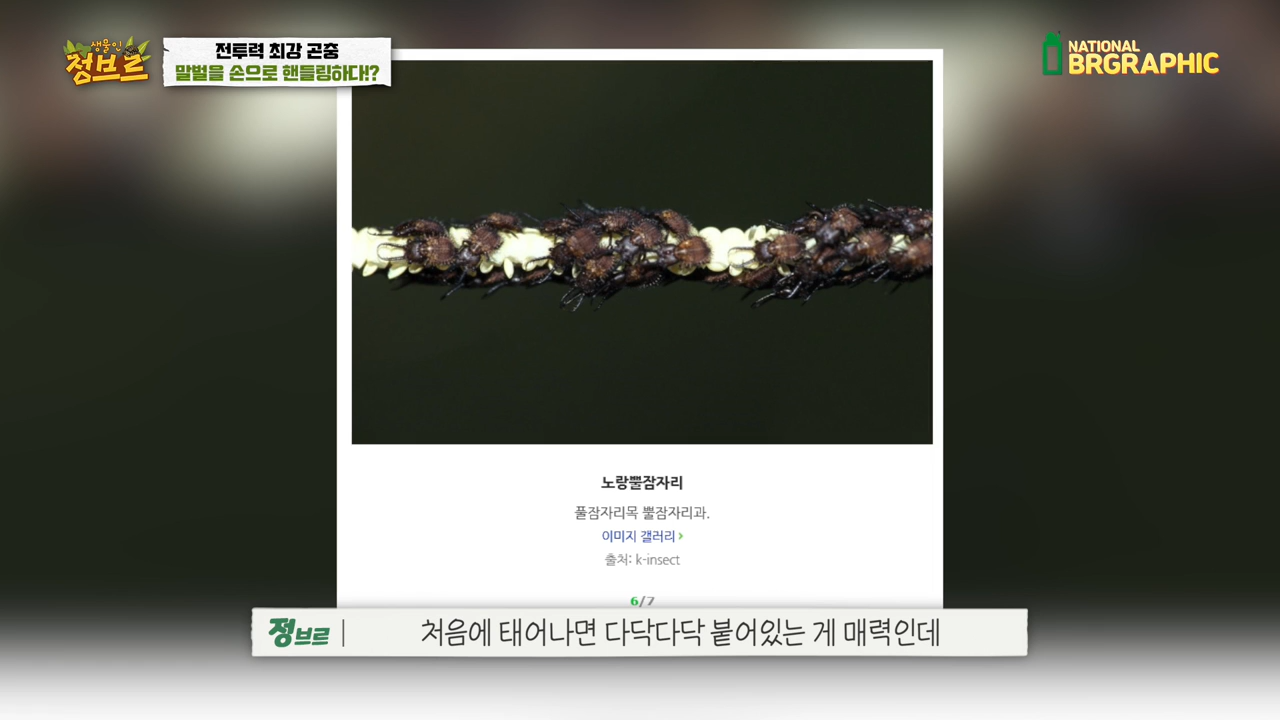 생물인
정브르
전투력 최강 곤충
말벌을 손으로 핸들링하다!?
NATIONAL
BRGRAPHIC
노랑뿔잠자리
풀잠자리목 뿔잠자리과.
이미지 갤러리 >
출처: k-insect
6/7
정브르 | 처음에 태어나면 다닥다닥 붙어있는 게 매력인데